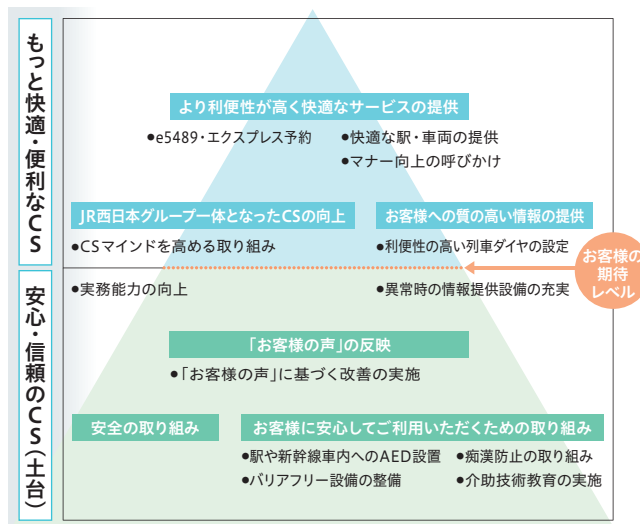 もっと快適・便利なCS
より利便性が高く快適なサービスの提供
●e5489・エクスプレス予約
●快適な駅・車両の提供
●マナー向上の呼びかけ
JR西日本グループ一体となったCSの向上
●CSマインドを高める取り組み
お客様への質の高い情報の提供
●利便性の高い列車ダイヤの設定
お客様の
期待
レベル
安心・信頼のCS(土台)
●実務能力の向上
●異常時の情報提供設備の充実
「お客様の声」の反映
●「お客様の声」に基づく改善の実施
安全の取り組み
お客様に安心してご利用いただくための取り組み
●駅や新幹線車内へのAED設置
●痴漢防止の取り組み
●バリアフリー設備の整備
●介助技術教育の実施